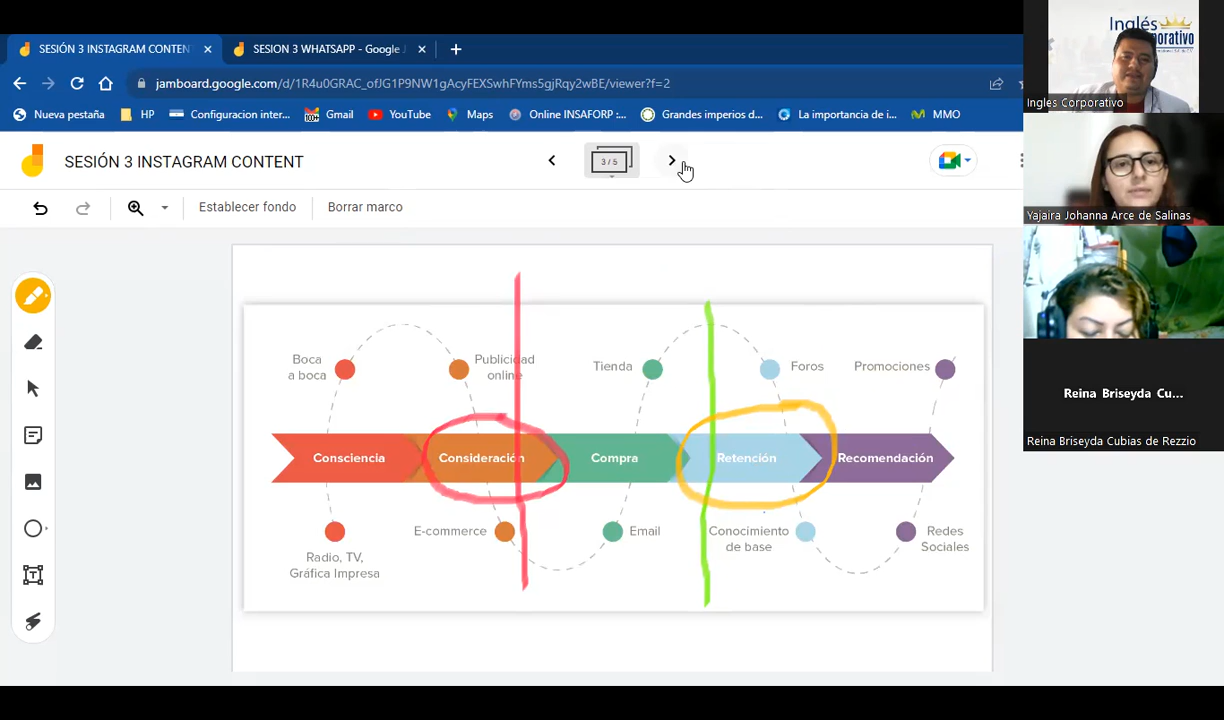 SESIÓN 3 INSTAGRAM CONTEN
SESION 3 WHATSAPP - Google J
jamboard.google.com/d/1R4u0GRAC_ofJG1P9NW1gAcyFEXSwhFYms5gjRqy2wBE/viewer?f=2
Nueva pestaña
HP
Configuracion inter...
Gmail
YouTube
Maps
Online INSAFORP :...
Grandes imperios d...
La importancia de i...
MMO
SESIÓN 3 INSTAGRAM CONTENT
3 / 5
Establecer fondo
Borrar marco
Boca
a boca
Publicidad
online
Tienda
Foros
Promociones
Consciencia
Consideración
Compra
Retención
Recomendación
Radio, TV,
Gráfica Impresa
E-commerce
Email
Conocimiento
de base
Redes
Sociales
Inglés
Inglés Corporativo
Yajaira Johanna Arce de Salinas
Reina Briseyda Cu...
Reina Briseyda Cubias de Rezzio